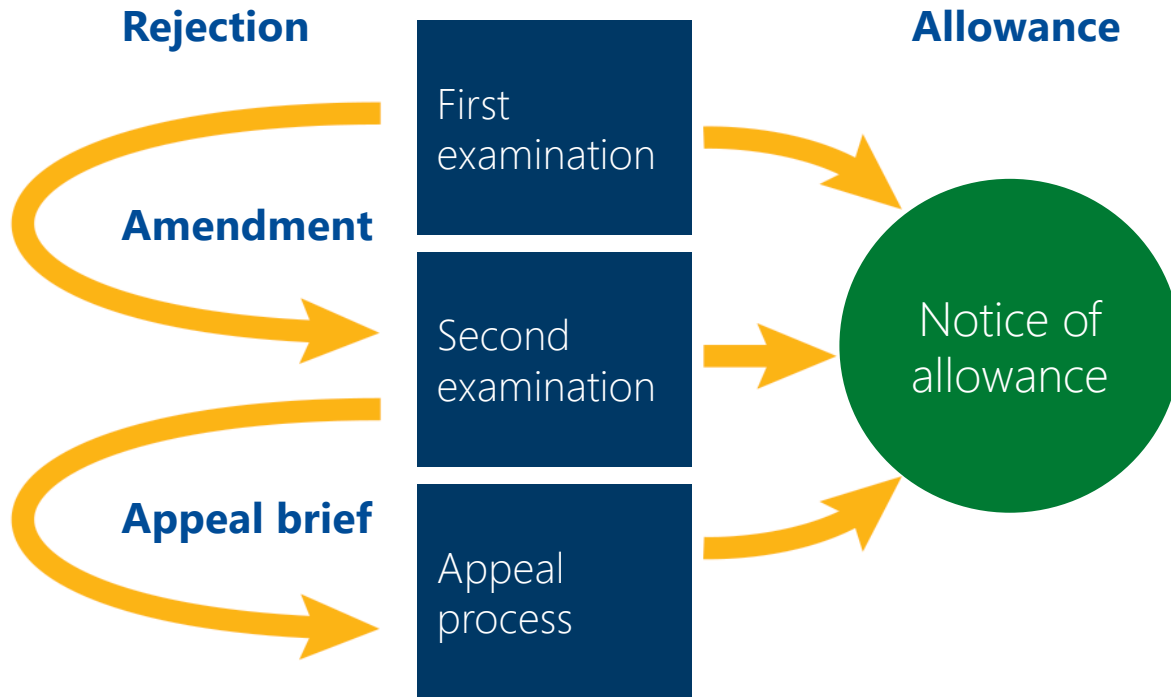 Rejection
Allowance
First
examination
Amendment
Second
examination
Notice of
allowance
Appeal brief
Appeal
process